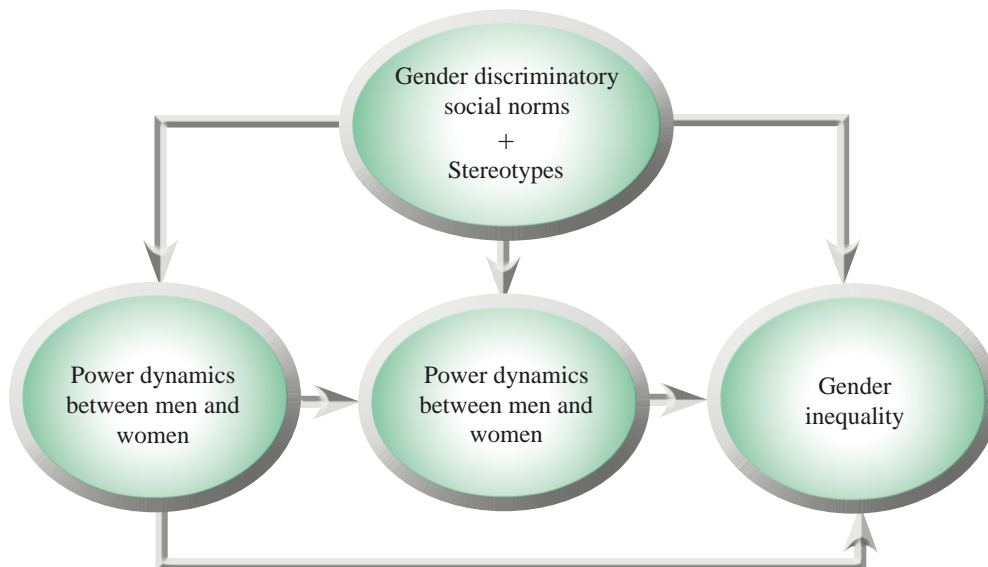 Gender discriminatory
social norms
+
Stereotypes
Power dynamics
between men and
women
Power dynamics
between men and
women
Gender
inequality